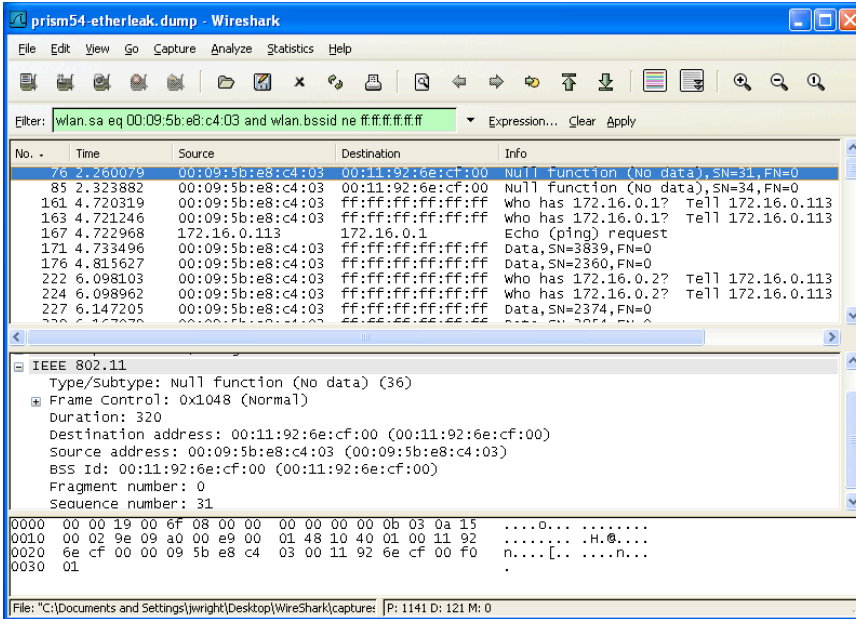 prism54-etherleak.dump - Wireshark
File Edit View Go Capture Analyze Statistics Help
Filter: wlan.sa eq 00:09:5b:e8:c4:03 and wlan.bssid ne ff:ff:ff:ff:ff:ff Expression... Clear Apply
No. Time Source Destination Info
76 2.260079 00:09:5b:e8:c4:03 00:11:92:6e:cf:00 Null function (No data),SN=31,FN=0
85 2.323882 00:09:5b:e8:c4:03 00:11:92:6e:cf:00 Null function (No data),SN=34,FN=0
161 4.720319 00:09:5b:e8:c4:03 ff:ff:ff:ff:ff:ff Who has 172.16.0.1? Tell 172.16.0.113
163 4.721246 00:09:5b:e8:c4:03 ff:ff:ff:ff:ff:ff Who has 172.16.0.1? Tell 172.16.0.113
167 4.722968 172.16.0.113 172.16.0.1 Echo (ping) request
171 4.733496 00:09:5b:e8:c4:03 ff:ff:ff:ff:ff:ff Data,SN=3839,FN=0
176 4.815627 00:09:5b:e8:c4:03 ff:ff:ff:ff:ff:ff Data,SN=2360,FN=0
222 6.098103 00:09:5b:e8:c4:03 ff:ff:ff:ff:ff:ff Who has 172.16.0.2? Tell 172.16.0.113
224 6.098962 00:09:5b:e8:c4:03 ff:ff:ff:ff:ff:ff Who has 172.16.0.2? Tell 172.16.0.113
227 6.147205 00:09:5b:e8:c4:03 ff:ff:ff:ff:ff:ff Data,SN=2374,FN=0
IEEE 802.11
Type/Subtype: Null function (No data) (36)
Frame Control: 0x1048 (Normal)
Duration: 320
Destination address: 00:11:92:6e:cf:00 (00:11:92:6e:cf:00)
Source address: 00:09:5b:e8:c4:03 (00:09:5b:e8:c4:03)
BSS Id: 00:11:92:6e:cf:00 (00:11:92:6e:cf:00)
Fragment number: 0
Sequence number: 31
0000 00 00 19 00 6f 08 00 00 00 00 00 00 0b 03 0a 15 ....o... ........
0010 00 02 9e 09 a0 00 e9 00 01 48 10 40 01 00 11 92 ........ .H.@....
0020 6e cf 00 00 09 5b e8 c4 03 00 11 92 6e cf 00 f0 n....[.. ....n...
0030 01 .
File: "C:\Documents and Settings\jwright\Desktop\WireShark\captures P: 1141 D: 121 M: 0